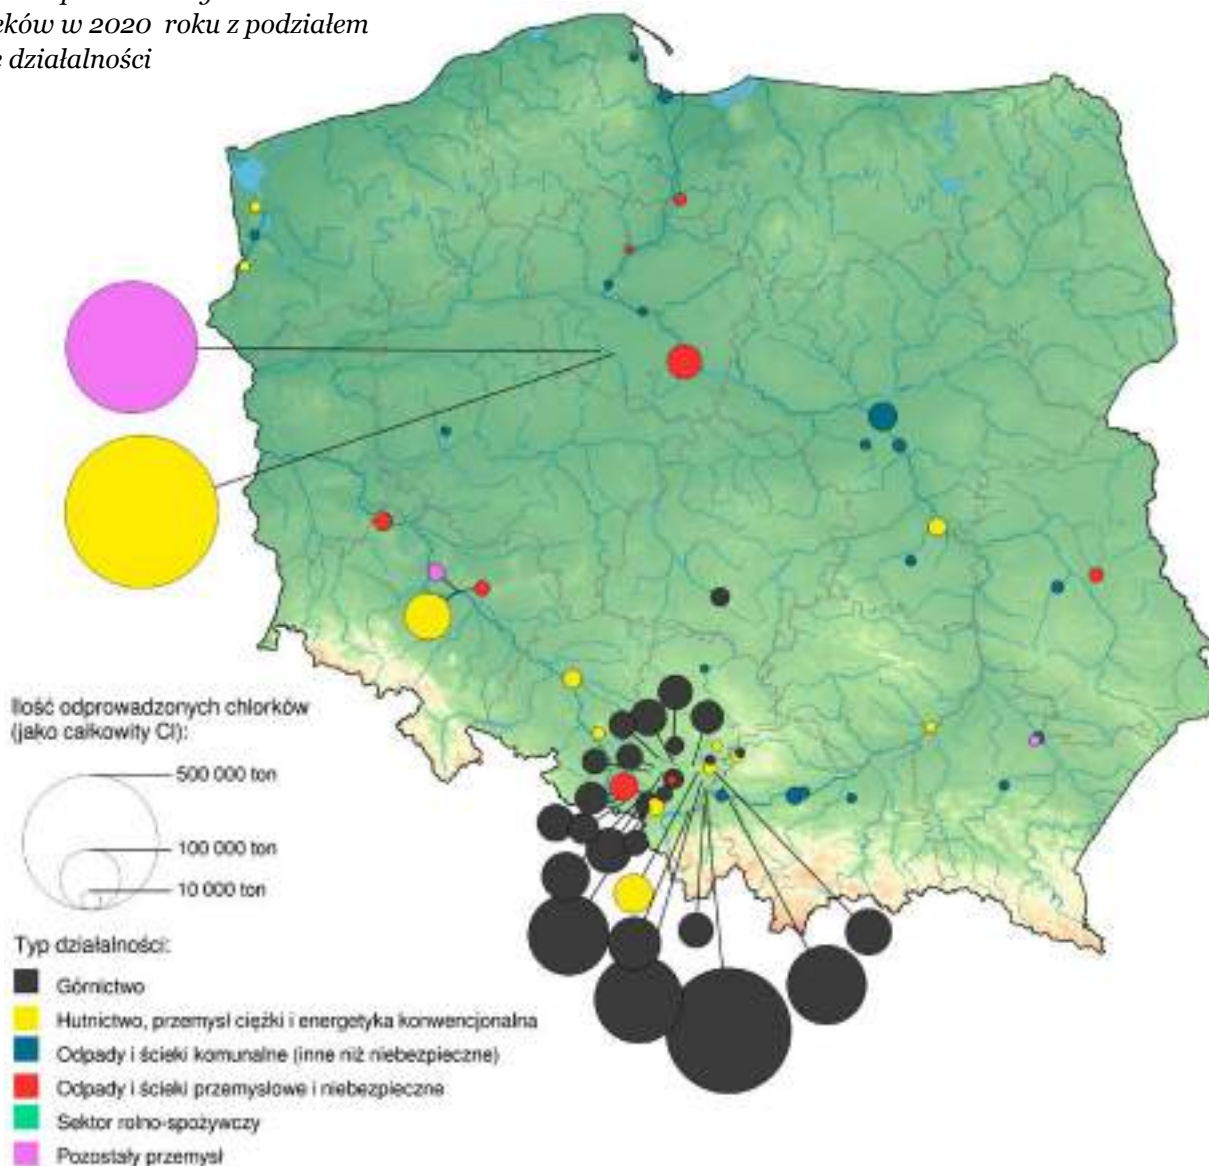 eków w 2020 roku z podziałem
działalności
Ilość odprowadzonych chlorków
(jako całkowity Cl):
500 000 ton
100 000 ton
10 000 ton
Typ działalności:
Górnictwo
Hutnictwo, przemysł ciężki i energetyka konwencjonalna
Odpady i ścieki komunalne (inne niż niebezpieczne)
Odpady i ścieki przemysłowe i niebezpieczne
Sektor rolno-spożywczy
Pozostały przemysł